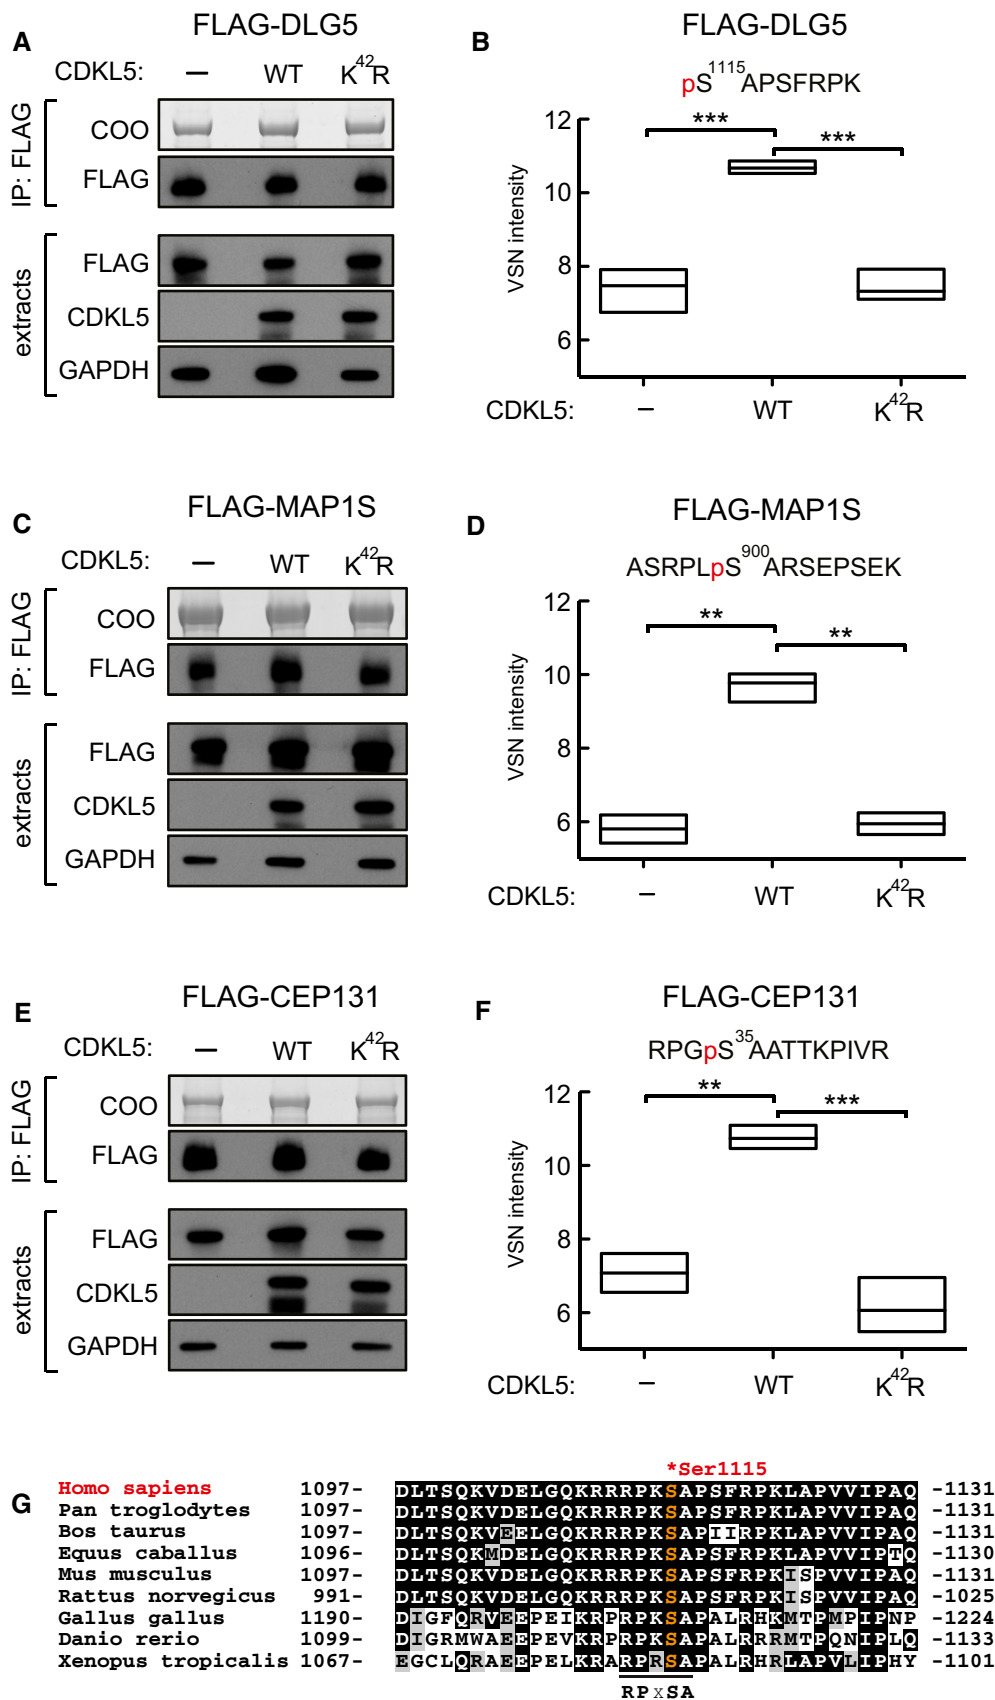 A
FLAG-DLG5
CDKL5: – WT K42R
IP: FLAG
COO
FLAG
extracts
FLAG
CDKL5
GAPDH
B
FLAG-DLG5
pS1115APSFRPK
12
10
8
6
VSN intensity
*** ***
CDKL5: – WT K42R
C
FLAG-MAP1S
CDKL5: – WT K42R
IP: FLAG
COO
FLAG
extracts
FLAG
CDKL5
GAPDH
D
FLAG-MAP1S
ASRPLpS900ARSEPSEK
12
10
8
6
VSN intensity
** **
CDKL5: – WT K42R
E
FLAG-CEP131
CDKL5: – WT K42R
IP: FLAG
COO
FLAG
extracts
FLAG
CDKL5
GAPDH
F
FLAG-CEP131
RPGpS35AATTKPIVR
12
10
8
6
VSN intensity
** ***
CDKL5: – WT K42R
G
*Ser1115
Homo sapiens 1097- DLTSQKVDELGQKRRRPKSAPSFRPKLAPVVIPAQ -1131
Pan troglodytes 1097- DLTSQKVDELGQKRRRPKSAPSFRPKLAPVVIPAQ -1131
Bos taurus 1097- DLTSQKVEELGQKRRRPKSAPIIRPKLAPVVIPAQ -1131
Equus caballus 1096- DLTSQKMDELGQKRRRPKSAPSFRPKLAPVVIPTQ -1130
Mus musculus 1097- DLTSQKVDELGQKRRRPKSAPSFRPKISPVVIPAQ -1131
Rattus norvegicus 991- DLTSQKVDELGQKRRRPKSAPSFRPKISPVVIPAQ -1025
Gallus gallus 1190- DIGFQRVEEPEIKRPRPKSAPALRHKMTPMPIPNP -1224
Danio rerio 1099- DIGRMWAEEPEVKRPRPKSAPALRRRMTPQNIPLQ -1133
Xenopus tropicalis 1067- EGCLQRAEEPELKRARPRSAPALRHRLAPVLIPHY -1101
RPxSA